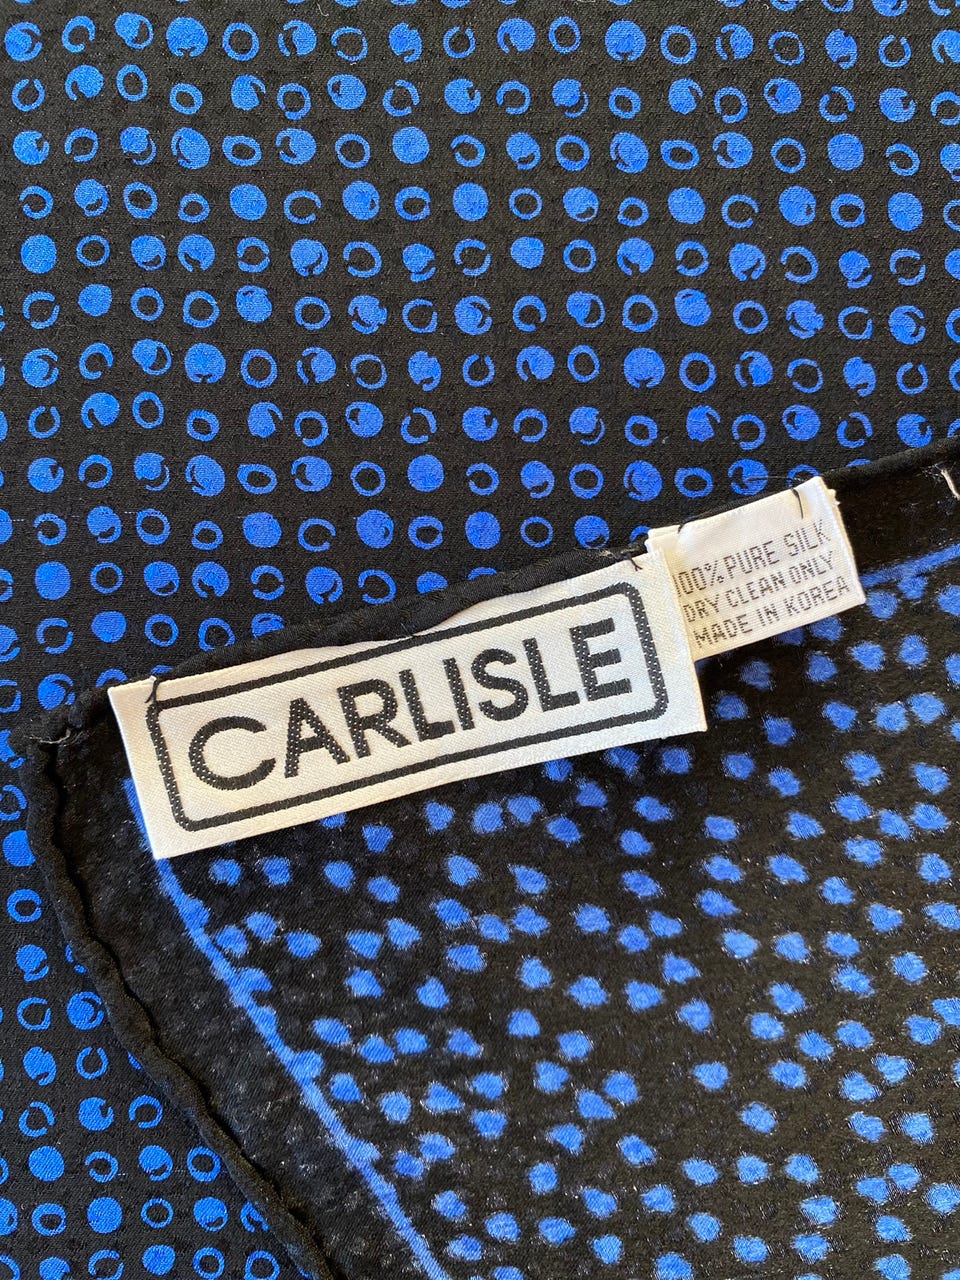 CARLISLE
00% PURE SILK
DRY CLEAN ONLY
MADE IN KOREA